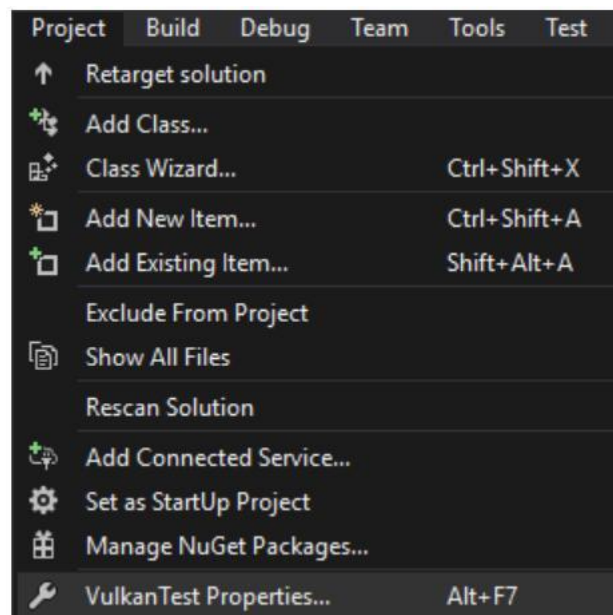 Project Build Debug Team Tools Test
Retarget solution
Add Class...
Class Wizard... Ctrl+Shift+X
Add New Item... Ctrl+Shift+A
Add Existing Item... Shift+Alt+A
Exclude From Project
Show All Files
Rescan Solution
Add Connected Service...
Set as StartUp Project
Manage NuGet Packages...
VulkanTest Properties... Alt+F7